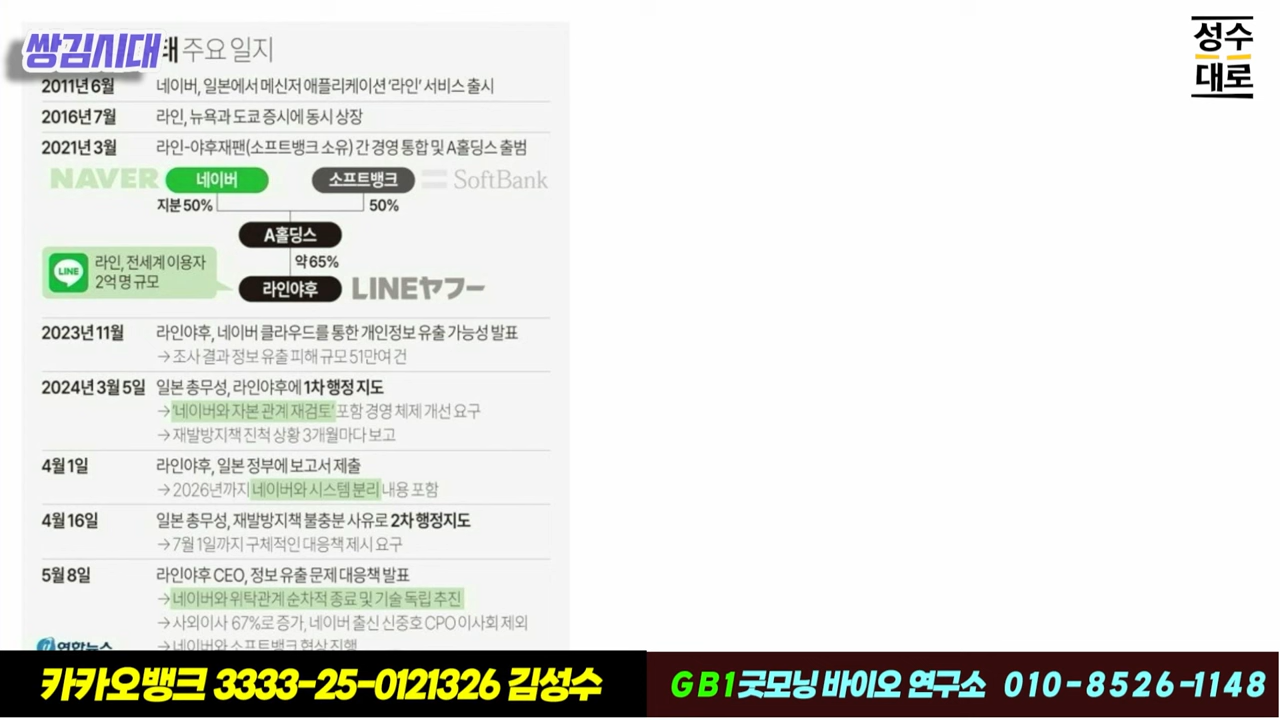 쌍김시대
태 주요 일지
성수
대로
2011년 6월 네이버, 일본에서 메신저 애플리케이션 ‘라인’ 서비스 출시
2016년 7월 라인, 뉴욕과 도쿄 증시에 동시 상장
2021년 3월 라인-야후재팬(소프트뱅크 소유) 간 경영 통합 및 A홀딩스 출범
NAVER 네이버 소프트뱅크 SoftBank
지분 50% 50%
A홀딩스
약 65%
LINE 라인, 전세계 이용자
2억 명 규모
라인야후 LINEヤフー
2023년 11월 라인야후, 네이버 클라우드를 통한 개인정보 유출 가능성 발표
→ 조사 결과 정보 유출 피해 규모 51만여 건
2024년 3월 5일 일본 총무성, 라인야후에 1차 행정 지도
→ ‘네이버와 자본 관계 재검토’ 포함 경영 체제 개선 요구
→ 재발방지책 진척 상황 3개월마다 보고
4월 1일 라인야후, 일본 정부에 보고서 제출
→ 2026년까지 네이버와 시스템 분리 내용 포함
4월 16일 일본 총무성, 재발방지책 불충분 사유로 2차 행정지도
→ 7월 1일까지 구체적인 대응책 제시 요구
5월 8일 라인야후 CEO, 정보 유출 문제 대응책 발표
→ 네이버와 위탁관계 순차적 종료 및 기술 독립 추진
→ 사외이사 67%로 증가, 네이버 출신 신중호 CPO 이사회 제외
→ 네이버와 소프트뱅크 협상 진행
연합뉴스
카카오뱅크 3333-25-0121326 김성수
GB1굿모닝 바이오 연구소 010-8526-1148